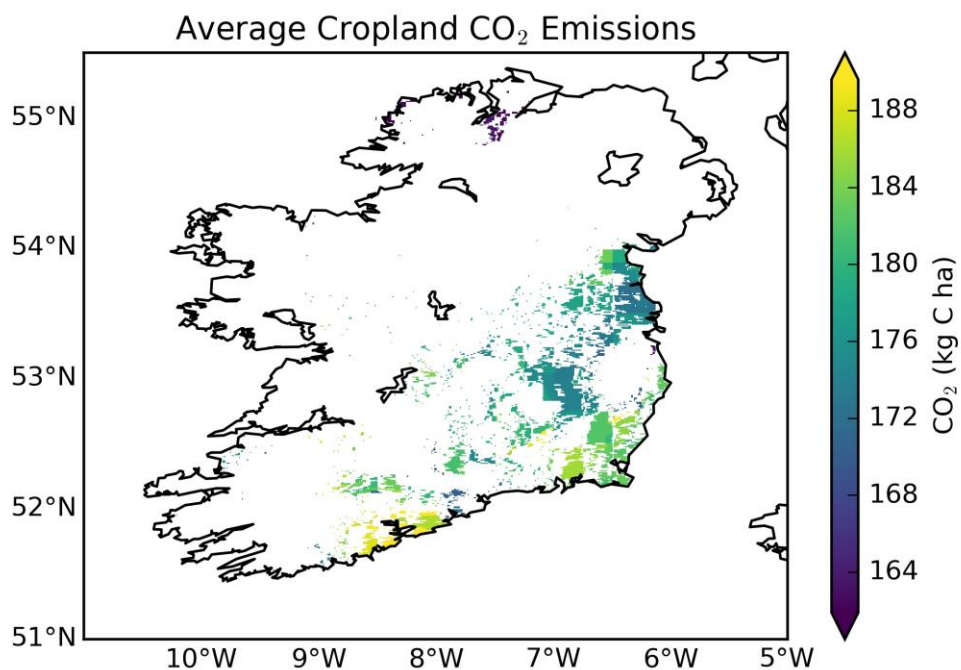 Average Cropland CO₂ Emissions
55°N
54°N
53°N
52°N
51°N
10°W 9°W 8°W 7°W 6°W 5°W
188
184
180
176
172
168
164
CO₂ (kg C ha)